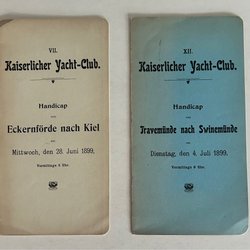 VII.
Kaiserlicher Yacht-Club.
Handicap
von
Eckernförde nach Kiel
am
Mittwoch, den 28. Juni 1899,
Vormittags 8 Uhr.
XII.
Kaiserlicher Yacht-Club.
Handicap
von
Travemünde nach Swinemünde
am
Dienstag, den 4. Juli 1899,
Vormittags 9 Uhr.